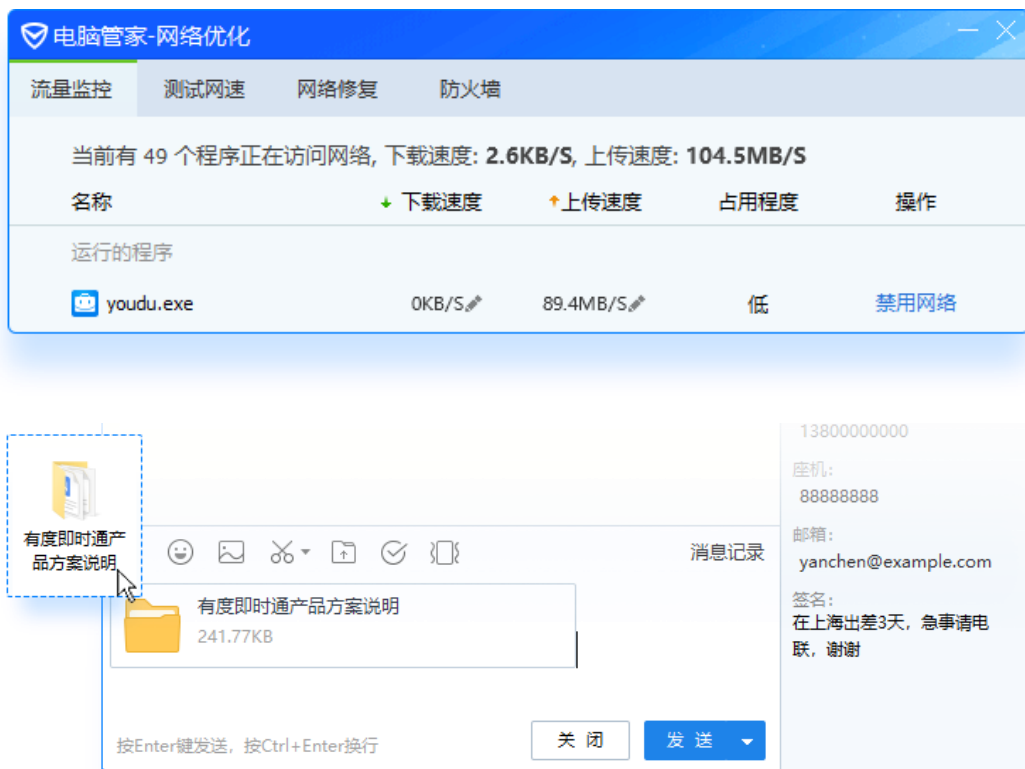 电脑管家-网络优化
流量监控 测试网速 网络修复 防火墙
当前有 49 个程序正在访问网络, 下载速度: 2.6KB/S, 上传速度: 104.5MB/S
名称 下载速度 上传速度 占用程度 操作
运行的程序
youdu.exe 0KB/S 89.4MB/S 低 禁用网络
13800000000
座机:
88888888
邮箱:
yanchen@example.com
签名:
在上海出差3天，急事请电
联，谢谢
有度即时通产
品方案说明
消息记录
有度即时通产品方案说明
241.77KB
按Enter键发送，按Ctrl+Enter换行
关 闭
发 送